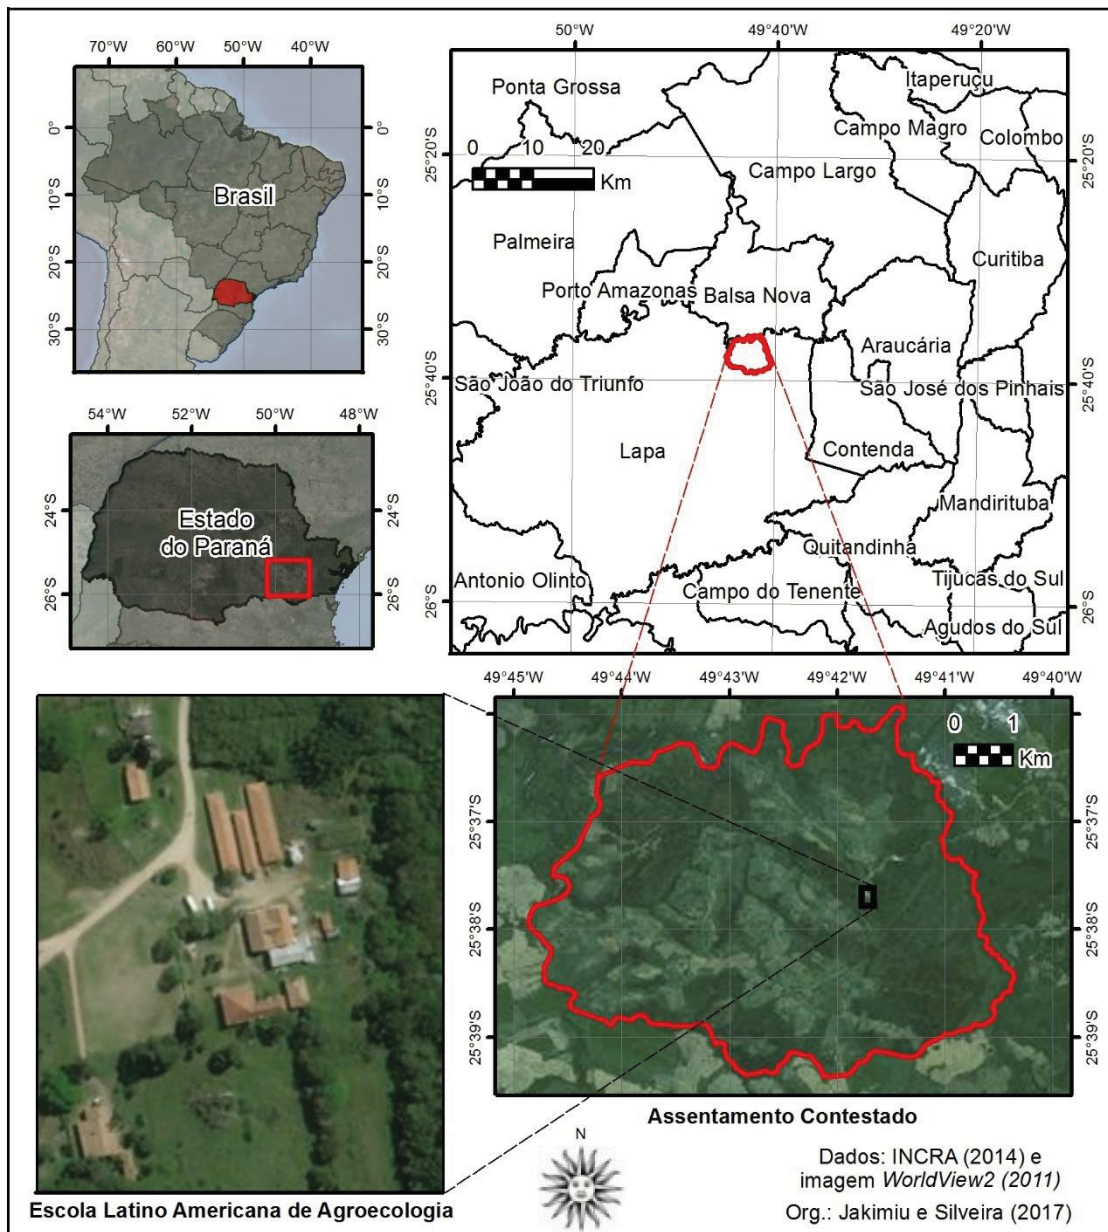 70°W 60°W 50°W 40°W
0°
10°S
20°S
30°S
0°
10°S
20°S
30°S
Brasil
54°W 52°W 50°W 48°W
24°S
26°S
24°S
26°S
Estado
do Paraná
50°W 49°40'W 49°20'W
25°20'S
25°40'S
26°S
25°20'S
25°40'S
26°S
0 10 20
Km
Ponta Grossa
Itaperuçu
Campo Magro
Colombo
Campo Largo
Palmeira
Curitiba
Porto Amazonas
Balsa Nova
Araucária
São João do Triunfo
São José dos Pinhais
Lapa
Contenda
Mandirituba
Quitandinha
Antonio Olinto
Campo do Tenente
Tijucas do Sul
Agudos do Sul
49°45'W 49°44'W 49°43'W 49°42'W 49°41'W 49°40'W
0 1
Km
25°37'S
25°38'S
25°39'S
25°37'S
25°38'S
25°39'S
Assentamento Contestado
Escola Latino Americana de Agroecologia
N
Dados: INCRA (2014) e
imagem WorldView2 (2011)
Org.: Jakimiu e Silveira (2017)